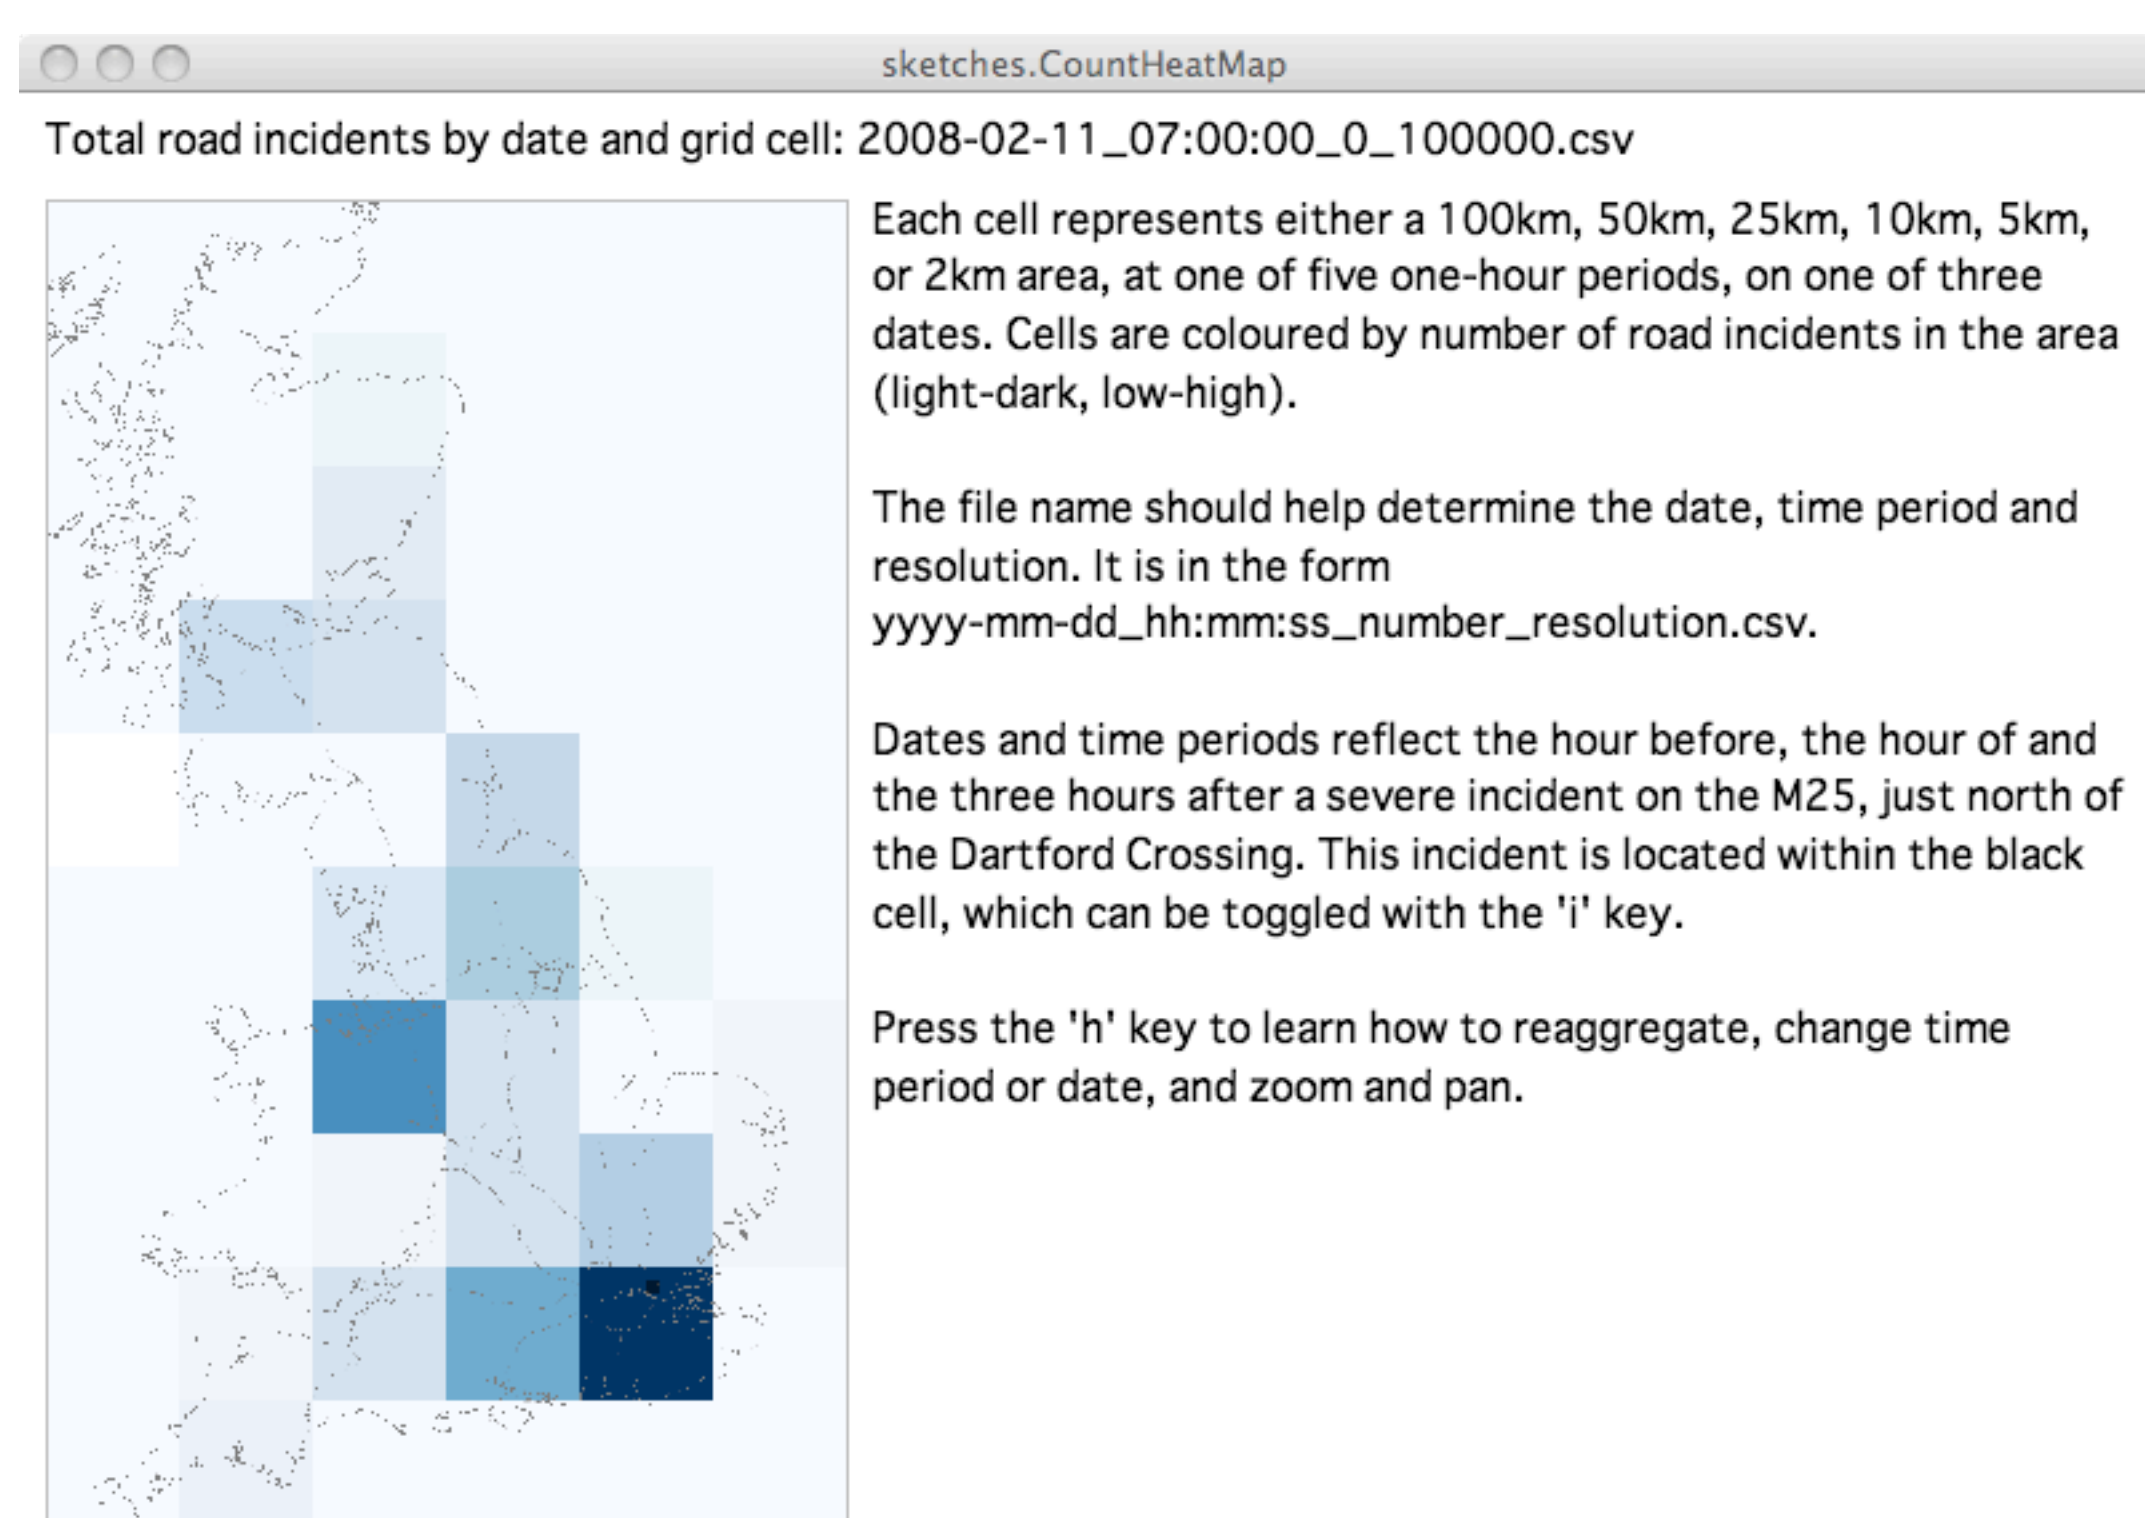 sketches.CountHeatMap
Total road incidents by date and grid cell: 2008-02-11_07:00:00_0_100000.csv
Each cell represents either a 100km, 50km, 25km, 10km, 5km,
or 2km area, at one of five one-hour periods, on one of three
dates. Cells are coloured by number of road incidents in the area
(light-dark, low-high).
The file name should help determine the date, time period and
resolution. It is in the form
yyyy-mm-dd_hh:mm:ss_number_resolution.csv.
Dates and time periods reflect the hour before, the hour of and
the three hours after a severe incident on the M25, just north of
the Dartford Crossing. This incident is located within the black
cell, which can be toggled with the 'i' key.
Press the 'h' key to learn how to reaggregate, change time
period or date, and zoom and pan.